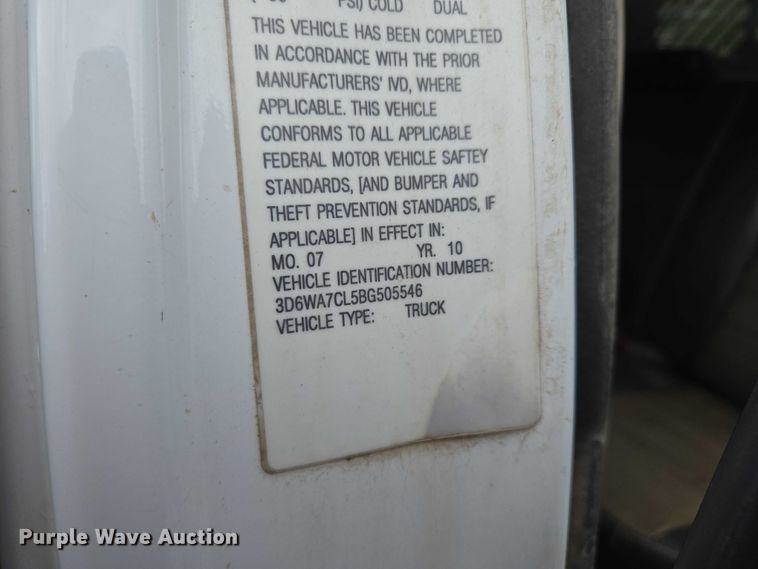 PSI) COLD DUAL
THIS VEHICLE HAS BEEN COMPLETED
IN ACCORDANCE WITH THE PRIOR
MANUFACTURERS' IVD, WHERE
APPLICABLE. THIS VEHICLE
CONFORMS TO ALL APPLICABLE
FEDERAL MOTOR VEHICLE SAFTEY
STANDARDS, [AND BUMPER AND
THEFT PREVENTION STANDARDS, IF
APPLICABLE] IN EFFECT IN:
MO. 07 YR. 10
VEHICLE IDENTIFICATION NUMBER:
3D6WA7CL5BG505546
VEHICLE TYPE: TRUCK
Purple Wave Auction